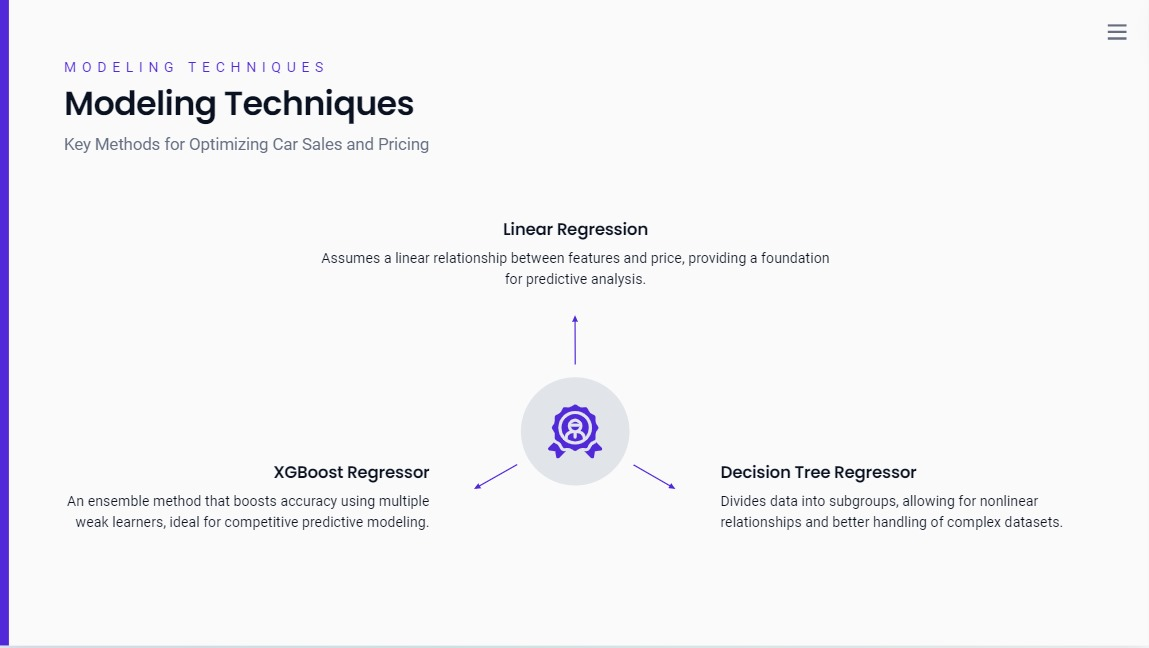 MODELING TECHNIQUES
Modeling Techniques
Key Methods for Optimizing Car Sales and Pricing
Linear Regression
Assumes a linear relationship between features and price, providing a foundation
for predictive analysis.
XGBoost Regressor
An ensemble method that boosts accuracy using multiple
weak learners, ideal for competitive predictive modeling.
Decision Tree Regressor
Divides data into subgroups, allowing for nonlinear
relationships and better handling of complex datasets.